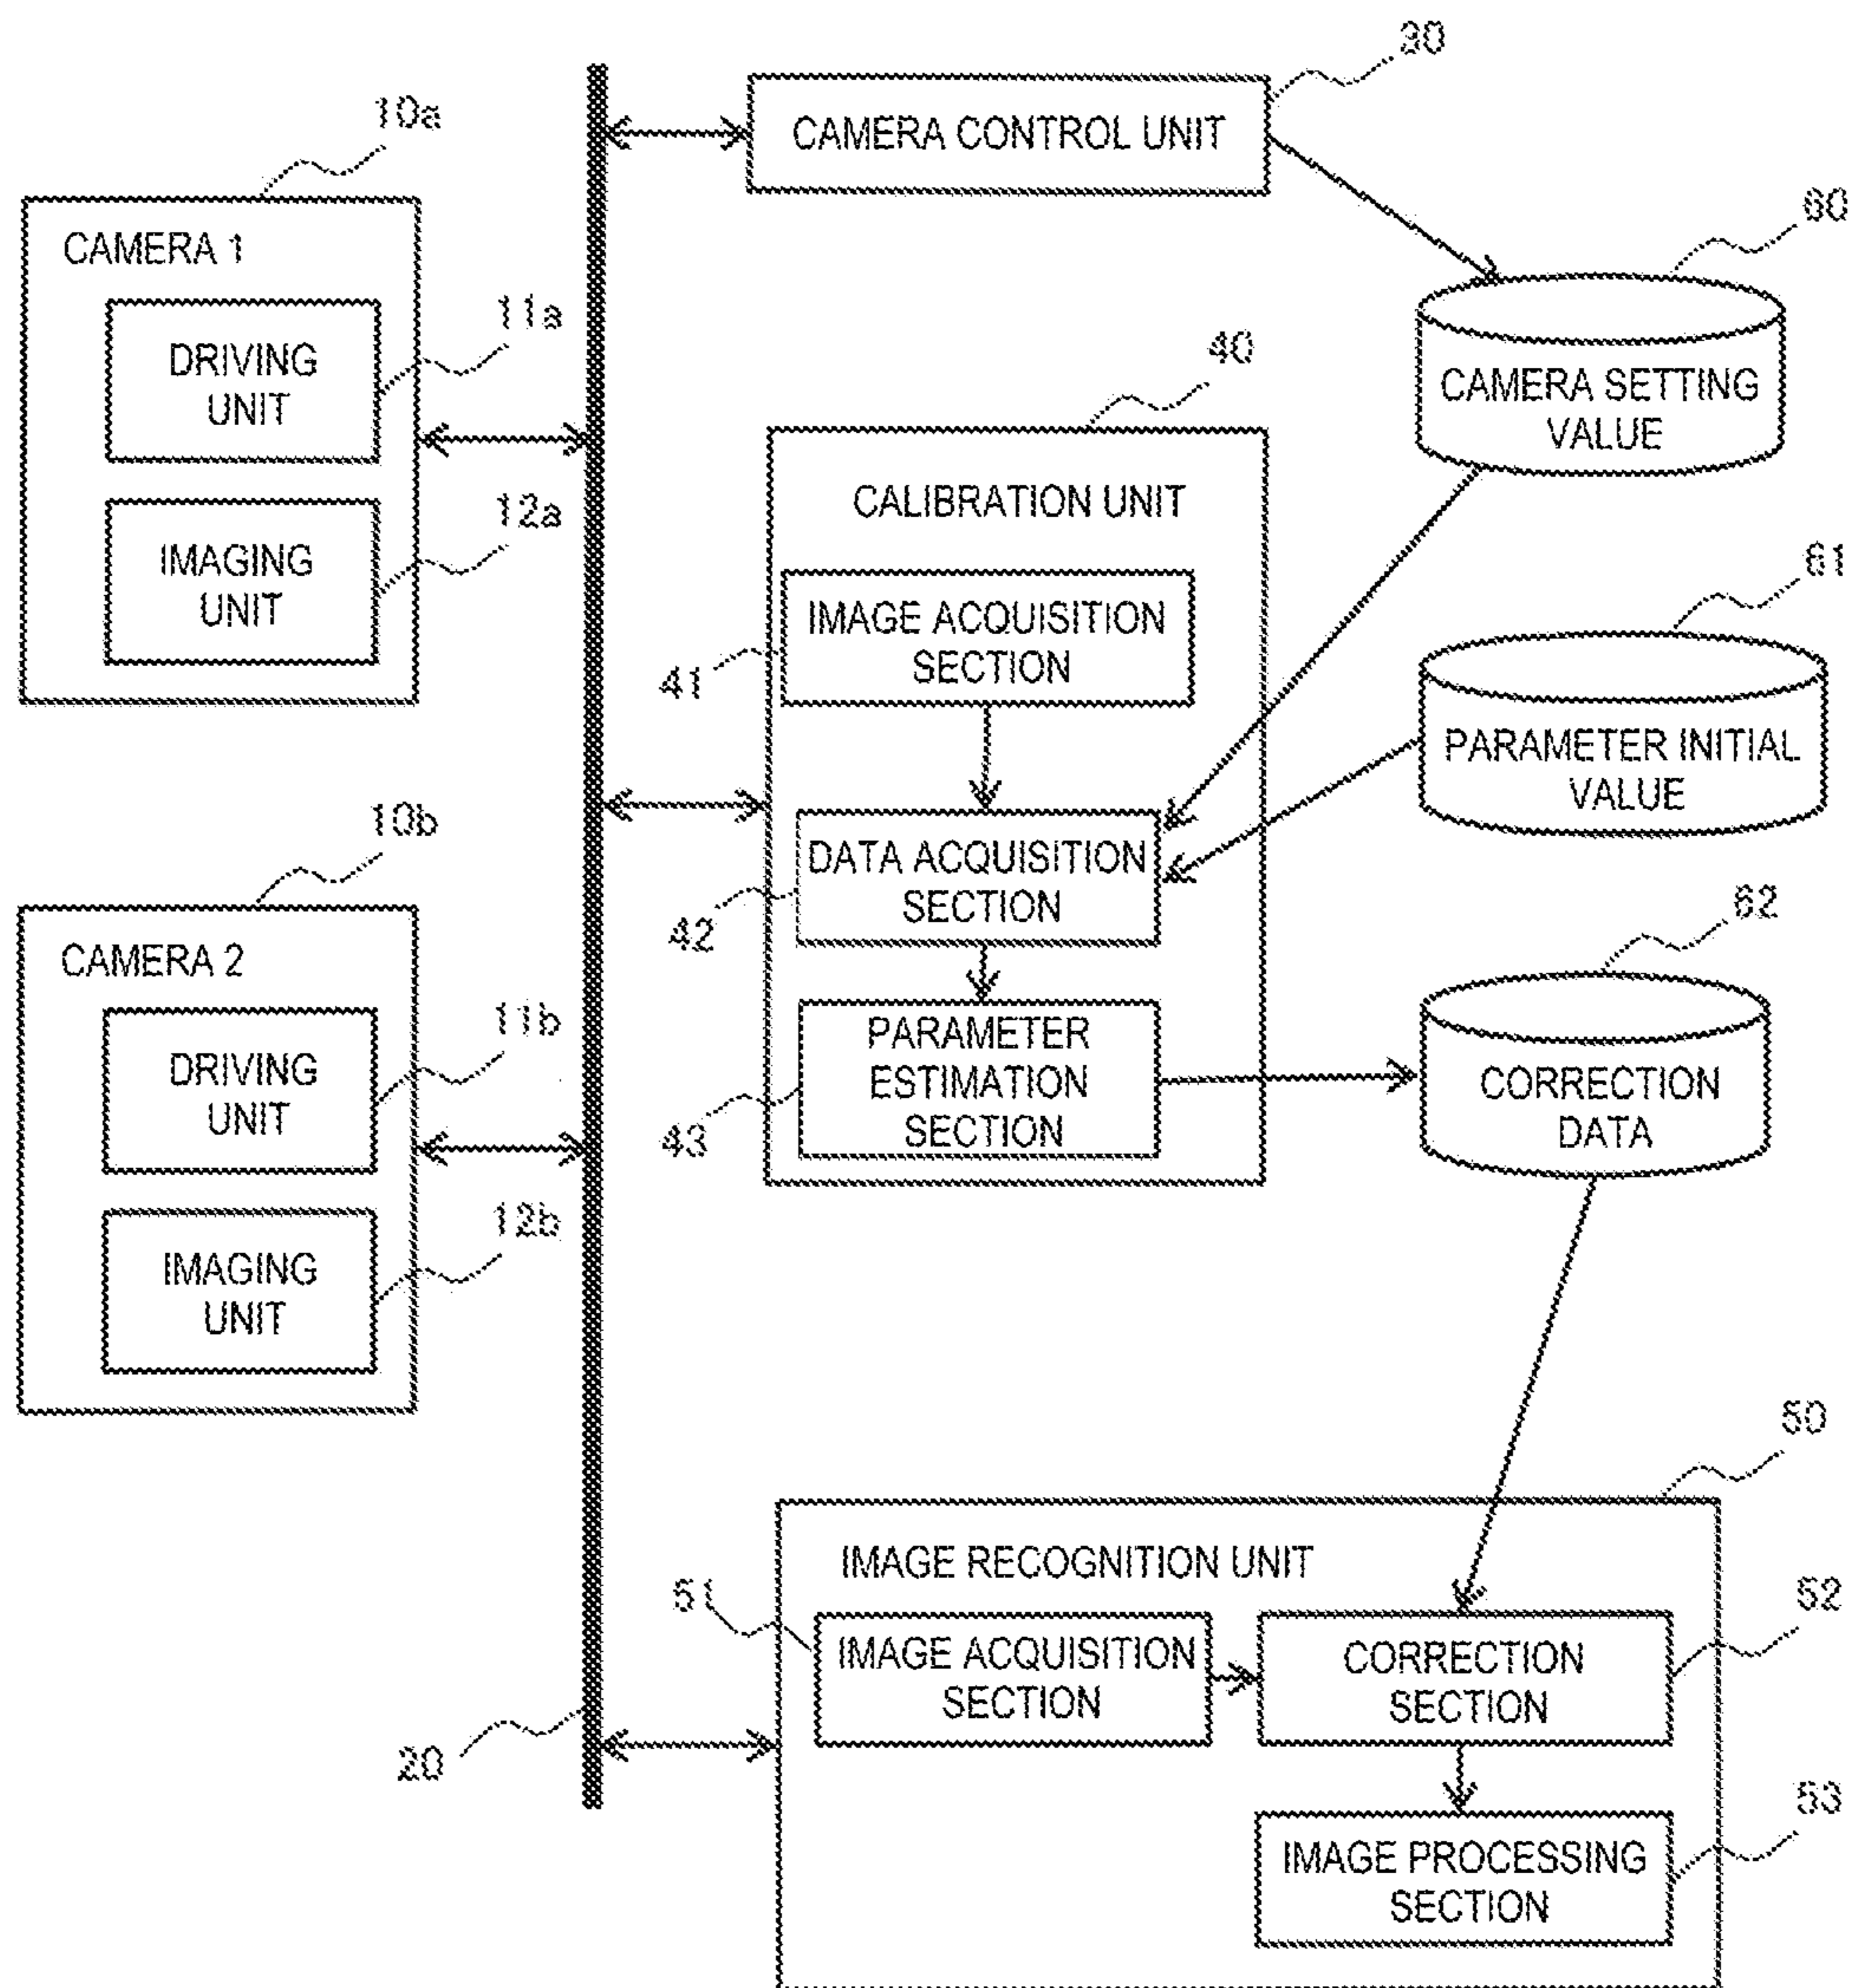 30
10a
CAMERA CONTROL UNIT
60
CAMERA 1
11a
DRIVING
UNIT
40
CAMERA SETTING
VALUE
CALIBRATION UNIT
12a
IMAGING
UNIT
61
IMAGE ACQUISITION
SECTION
41
PARAMETER INITIAL
VALUE
10b
DATA ACQUISITION
SECTION
42
62
CAMERA 2
11b
DRIVING
UNIT
PARAMETER
ESTIMATION
SECTION
43
CORRECTION
DATA
12b
IMAGING
UNIT
50
IMAGE RECOGNITION UNIT
51
52
IMAGE ACQUISITION
SECTION
CORRECTION
SECTION
20
53
IMAGE PROCESSING
SECTION